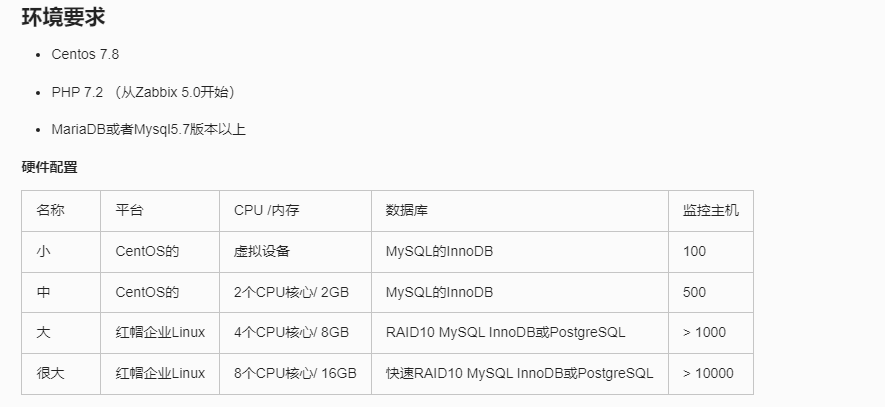 环境要求
Centos 7.8
PHP 7.2 （从Zabbix 5.0开始）
MariaDB或者Mysql5.7版本以上
硬件配置
名称 平台 CPU /内存 数据库 监控主机
小 CentOS的 虚拟设备 MySQL的InnoDB 100
中 CentOS的 2个CPU核心/ 2GB MySQL的InnoDB 500
大 红帽企业Linux 4个CPU核心/ 8GB RAID10 MySQL InnoDB或PostgreSQL > 1000
很大 红帽企业Linux 8个CPU核心/ 16GB 快速RAID10 MySQL InnoDB或PostgreSQL > 10000